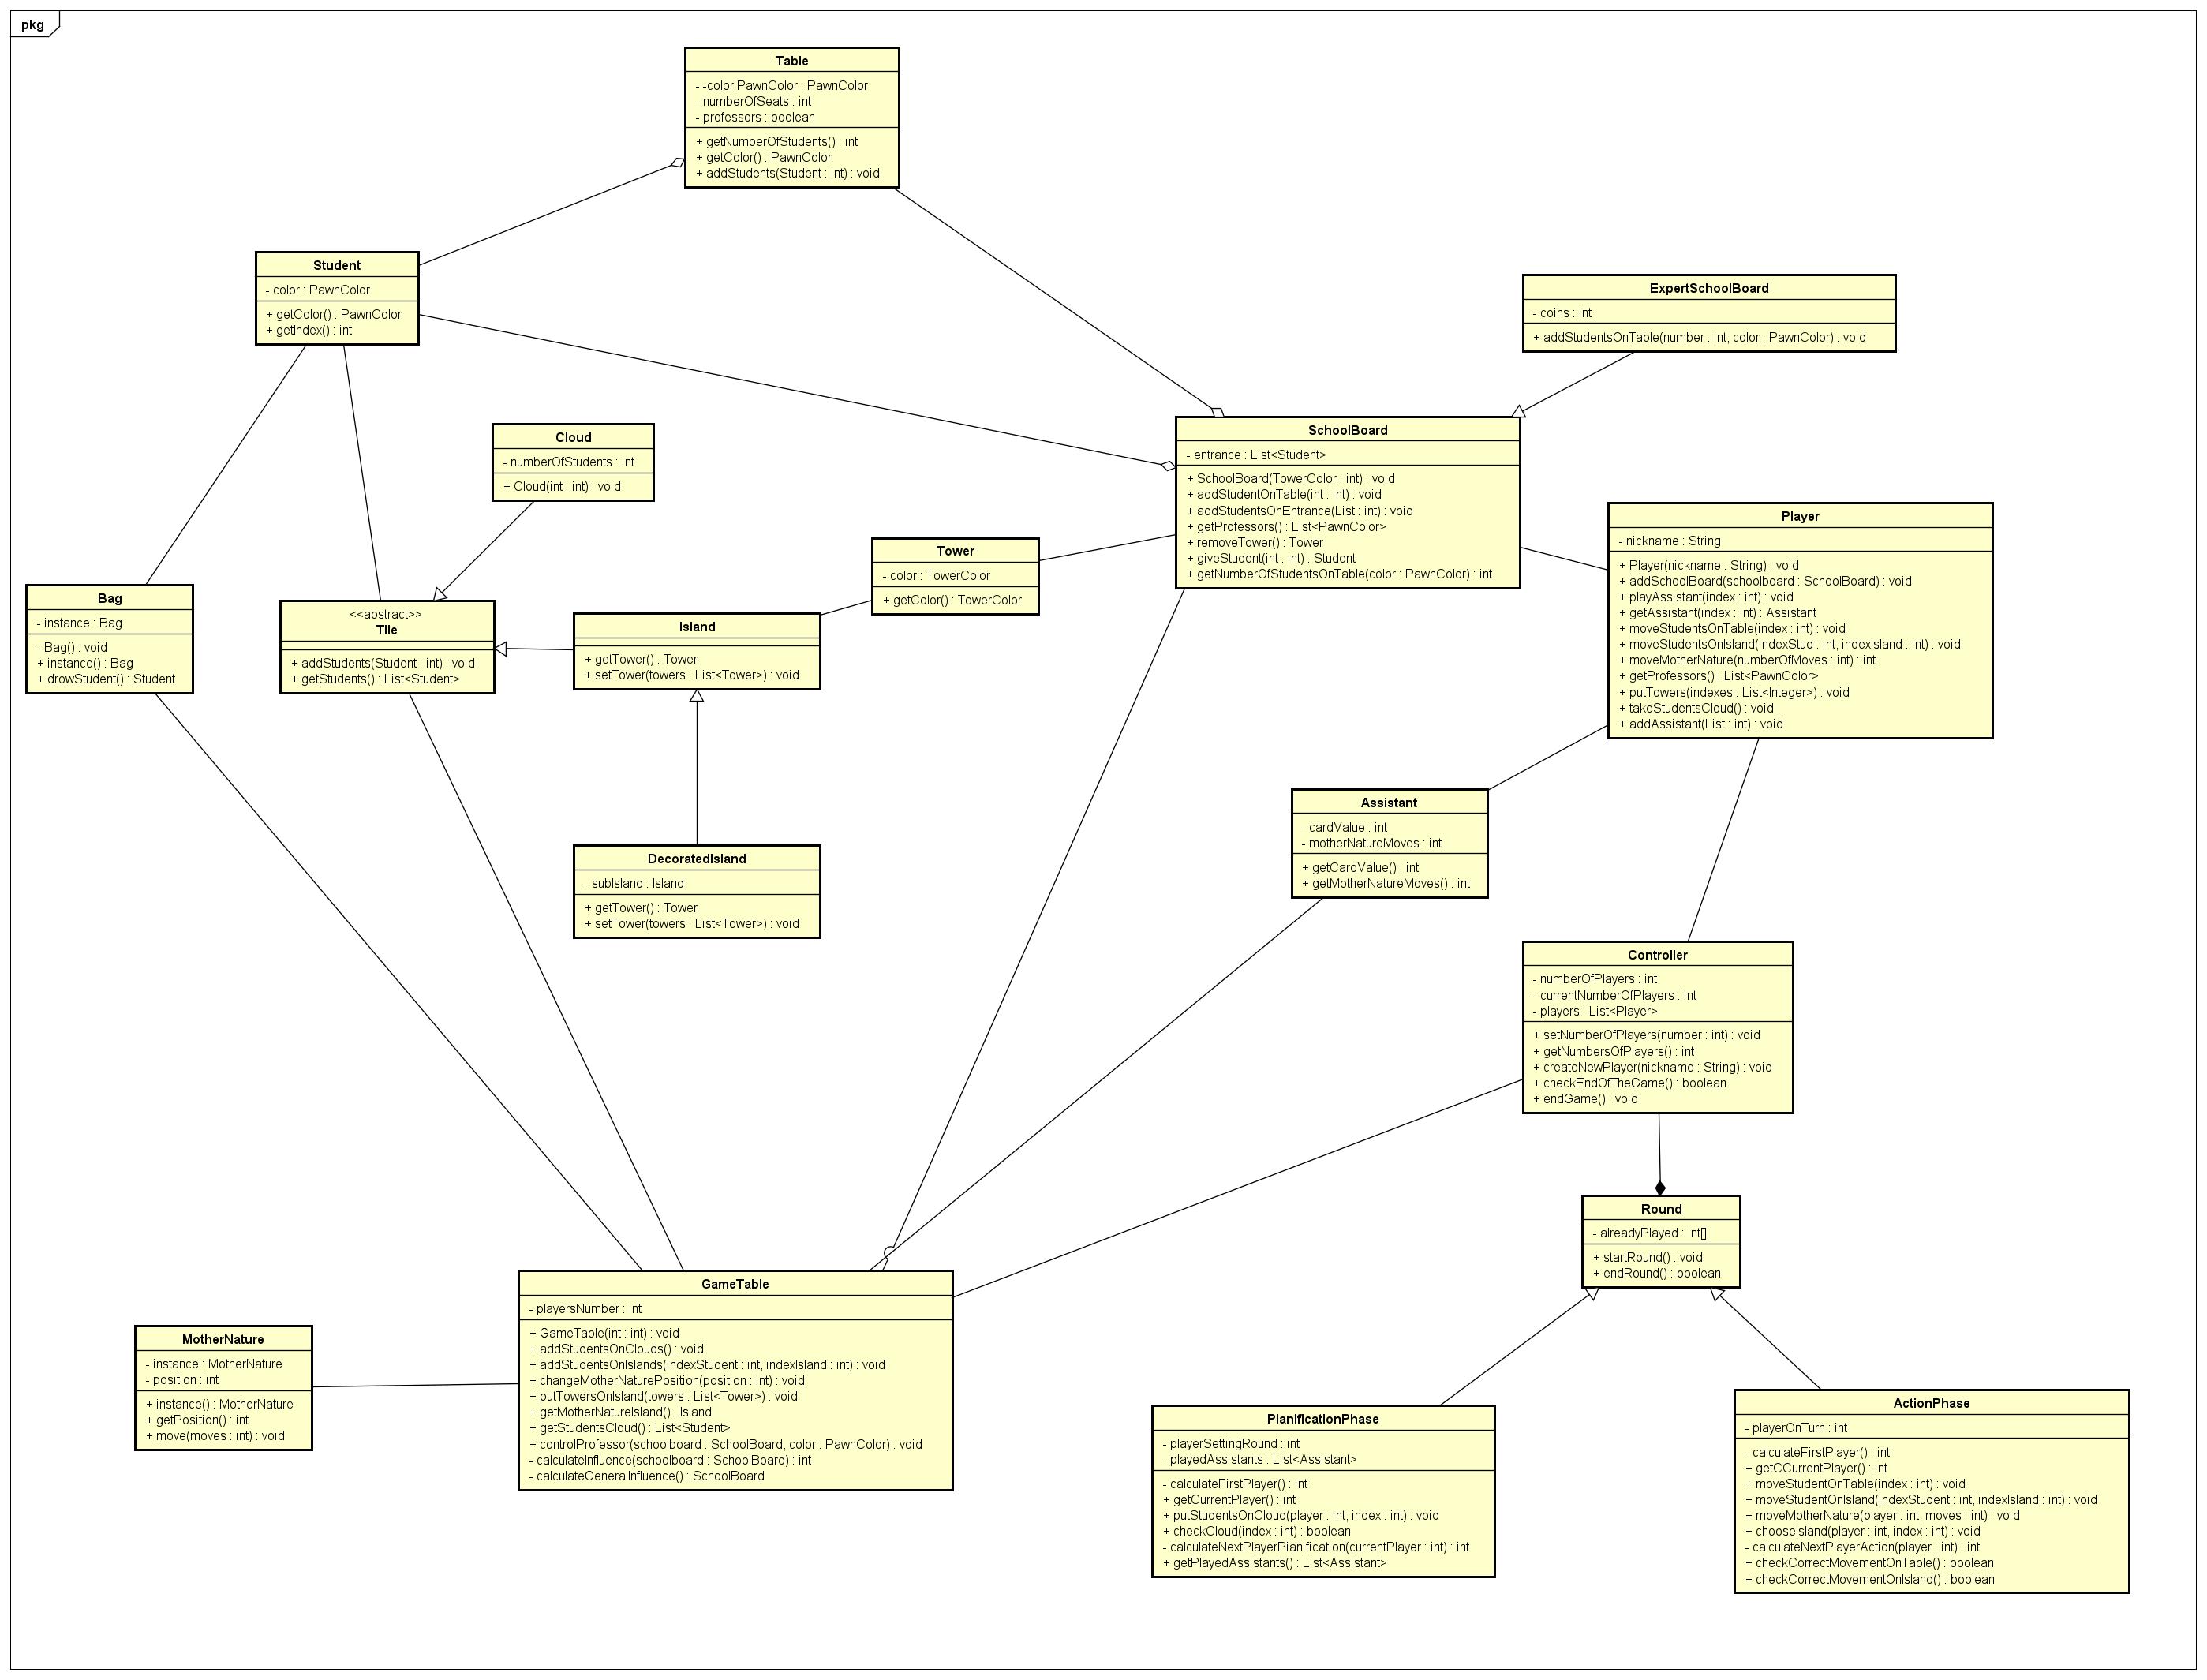 pkg
Table
- -color:PawnColor : PawnColor
- numberOfSeats : int
- professors : boolean
+ getNumberOfStudents() : int
+ getColor() : PawnColor
+ addStudents(Student : int) : void
Student
- color : PawnColor
+ getColor() : PawnColor
+ getIndex() : int
ExpertSchoolBoard
- coins : int
+ addStudentsOnTable(number : int, color : PawnColor) : void
Cloud
- numberOfStudents : int
+ Cloud(int : int) : void
SchoolBoard
- entrance : List<Student>
+ SchoolBoard(TowerColor : int) : void
+ addStudentOnTable(int : int) : void
+ addStudentsOnEntrance(List : int) : void
+ getProfessors() : List<PawnColor>
+ removeTower() : Tower
+ giveStudent(int : int) : Student
+ getNumberOfStudentsOnTable(color : PawnColor) : int
Player
- nickname : String
+ Player(nickname : String) : void
+ addSchoolBoard(schoolboard : SchoolBoard) : void
+ playAssistant(index : int) : void
+ getAssistant(index : int) : Assistant
+ moveStudentsOnTable(index : int) : void
+ moveStudentsOnIsland(indexStud : int, indexIsland : int) : void
+ moveMotherNature(numberOfMoves : int) : int
+ getProfessors() : List<PawnColor>
+ putTowers(indexes : List<Integer>) : void
+ takeStudentsCloud() : void
+ addAssistant(List : int) : void
Tower
- color : TowerColor
+ getColor() : TowerColor
Bag
- instance : Bag
- Bag() : void
+ instance() : Bag
+ drowStudent() : Student
<<abstract>>
Tile
+ addStudents(Student : int) : void
+ getStudents() : List<Student>
Island
+ getTower() : Tower
+ setTower(towers : List<Tower>) : void
Assistant
- cardValue : int
- motherNatureMoves : int
+ getCardValue() : int
+ getMotherNatureMoves() : int
DecoratedIsland
- subIsland : Island
+ getTower() : Tower
+ setTower(towers : List<Tower>) : void
Controller
- numberOfPlayers : int
- currentNumberOfPlayers : int
- players : List<Player>
+ setNumberOfPlayers(number : int) : void
+ getNumbersOfPlayers() : int
+ createNewPlayer(nickname : String) : void
+ checkEndOfTheGame() : boolean
+ endGame() : void
Round
- alreadyPlayed : int[]
+ startRound() : void
+ endRound() : boolean
GameTable
- playersNumber : int
+ GameTable(int : int) : void
+ addStudentsOnClouds() : void
+ addStudentsOnIslands(indexStudent : int, indexIsland : int) : void
+ changeMotherNaturePosition(position : int) : void
+ putTowersOnIsland(towers : List<Tower>) : void
+ getMotherNatureIsland() : Island
+ getStudentsCloud() : List<Student>
+ controlProfessor(schoolboard : SchoolBoard, color : PawnColor) : void
- calculateInfluence(schoolboard : SchoolBoard) : int
- calculateGeneralInfluence() : SchoolBoard
MotherNature
- instance : MotherNature
- position : int
+ instance() : MotherNature
+ getPosition() : int
+ move(moves : int) : void
PianificationPhase
- playerSettingRound : int
- playedAssistants : List<Assistant>
- calculateFirstPlayer() : int
+ getCurrentPlayer() : int
+ putStudentsOnCloud(player : int, index : int) : void
+ checkCloud(index : int) : boolean
- calculateNextPlayerPianification(currentPlayer : int) : int
+ getPlayedAssistants() : List<Assistant>
ActionPhase
- playerOnTurn : int
- calculateFirstPlayer() : int
+ getCCurrentPlayer() : int
+ moveStudentOnTable(index : int) : void
+ moveStudentOnIsland(indexStudent : int, indexIsland : int) : void
+ moveMotherNature(player : int, moves : int) : void
+ chooseIsland(player : int, index : int) : void
- calculateNextPlayerAction(player : int) : int
+ checkCorrectMovementOnTable() : boolean
+ checkCorrectMovementOnIsland() : boolean